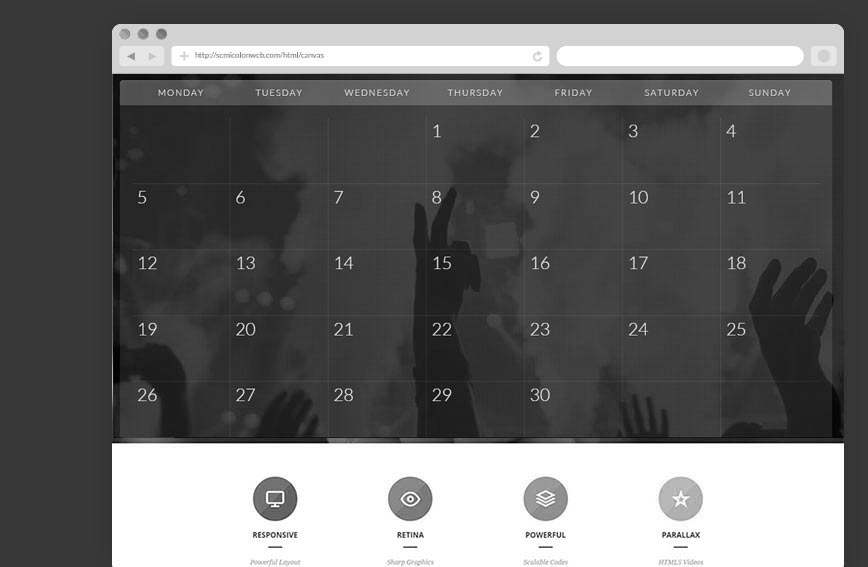 http://scmicolonwcb.com/html/canvas
MONDAY TUESDAY WEDNESDAY THURSDAY FRIDAY SATURDAY SUNDAY
1 2 3 4
5 6 7 8 9 10 11
12 13 14 15 16 17 18
19 20 21 22 23 24 25
26 27 28 29 30
RESPONSIVE RETINA POWERFUL PARALLAX
Powerful Layout Sharp Graphics Scalable Codes HTML5 Videos